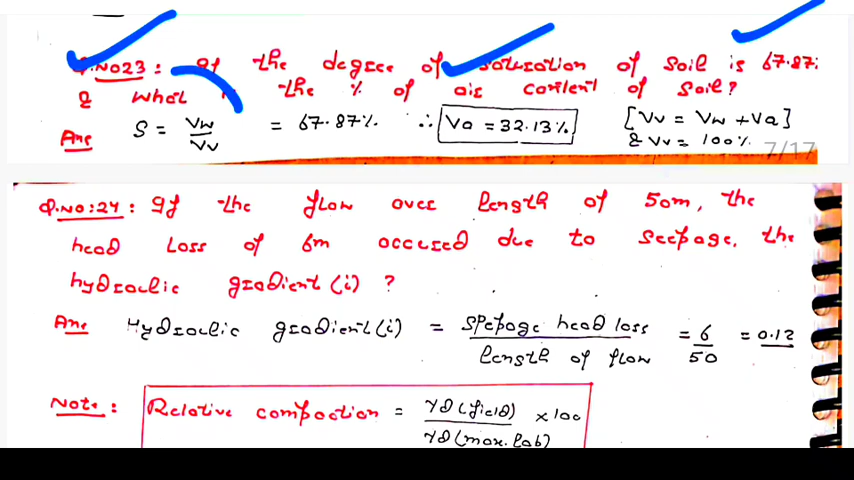 Q.NO23: If the degree of saturation of soil is 67.87%
& what is the % of air content of soil?
Ans S = Vw/Vv = 67.87% ∴ Va = 32.13% [Vv = Vw + Va]
& Vv = 100%
7/17
Q.NO:24: If the flow over length of 50m, the
head loss of 6m occured due to seepage, the
hydraulic gradient (i) ?
Ans Hydraulic gradient (i) = seepage head loss / length of flow = 6/50 = 0.12
Note: Relative compaction = γd (field) / γd (max. lab) × 100